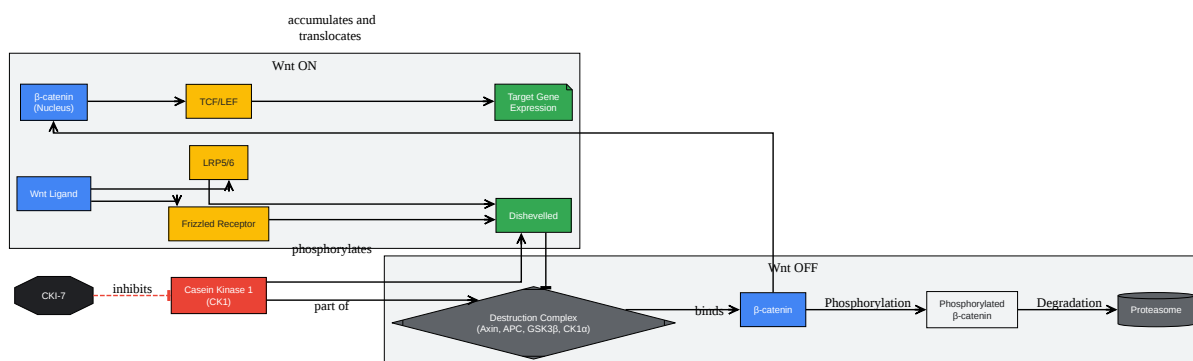 accumulates and
translocates
Wnt ON
β-catenin
(Nucleus)
TCF/LEF
Target Gene
Expression
LRP5/6
Wnt Ligand
Frizzled Receptor
Dishevelled
phosphorylates
Wnt OFF
CKI-7
inhibits
Casein Kinase 1
(CK1)
part of
Destruction Complex
(Axin, APC, GSK3β, CK1α)
binds
β-catenin
Phosphorylation
Phosphorylated
β-catenin
Degradation
Proteasome